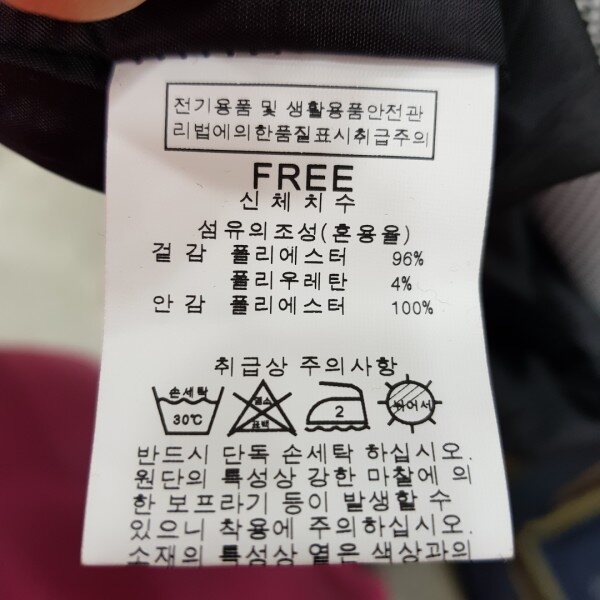 전기용품 및 생활용품안전관
리법에의한품질표시취급주의
FREE
신체치수
섬유의조성(혼용율)
겉감 폴리에스터 96%
폴리우레탄 4%
안감 폴리에스터 100%
취급상 주의사항
손세탁 30℃ 염소 표백 2 뉘어서
반드시 단독 손세탁 하십시오.
원단의 특성상 강한 마찰에 의
한 보프라기 등이 발생할 수
있으니 착용에 주의하십시오.
소재의 특성상 옅은 색상과의